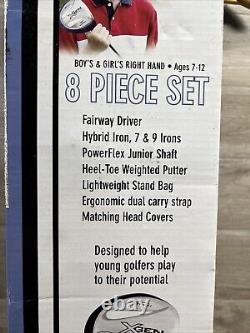 BOY'S & GIRL'S RIGHT HAND • Ages 7-12
8 PIECE SET
Fairway Driver
Hybrid Iron, 7 & 9 Irons
PowerFlex Junior Shaft
Heel-Toe Weighted Putter
Lightweight Stand Bag
Ergonomic dual carry strap
Matching Head Covers
Designed to help
young golfers play
to their potential
XGEN